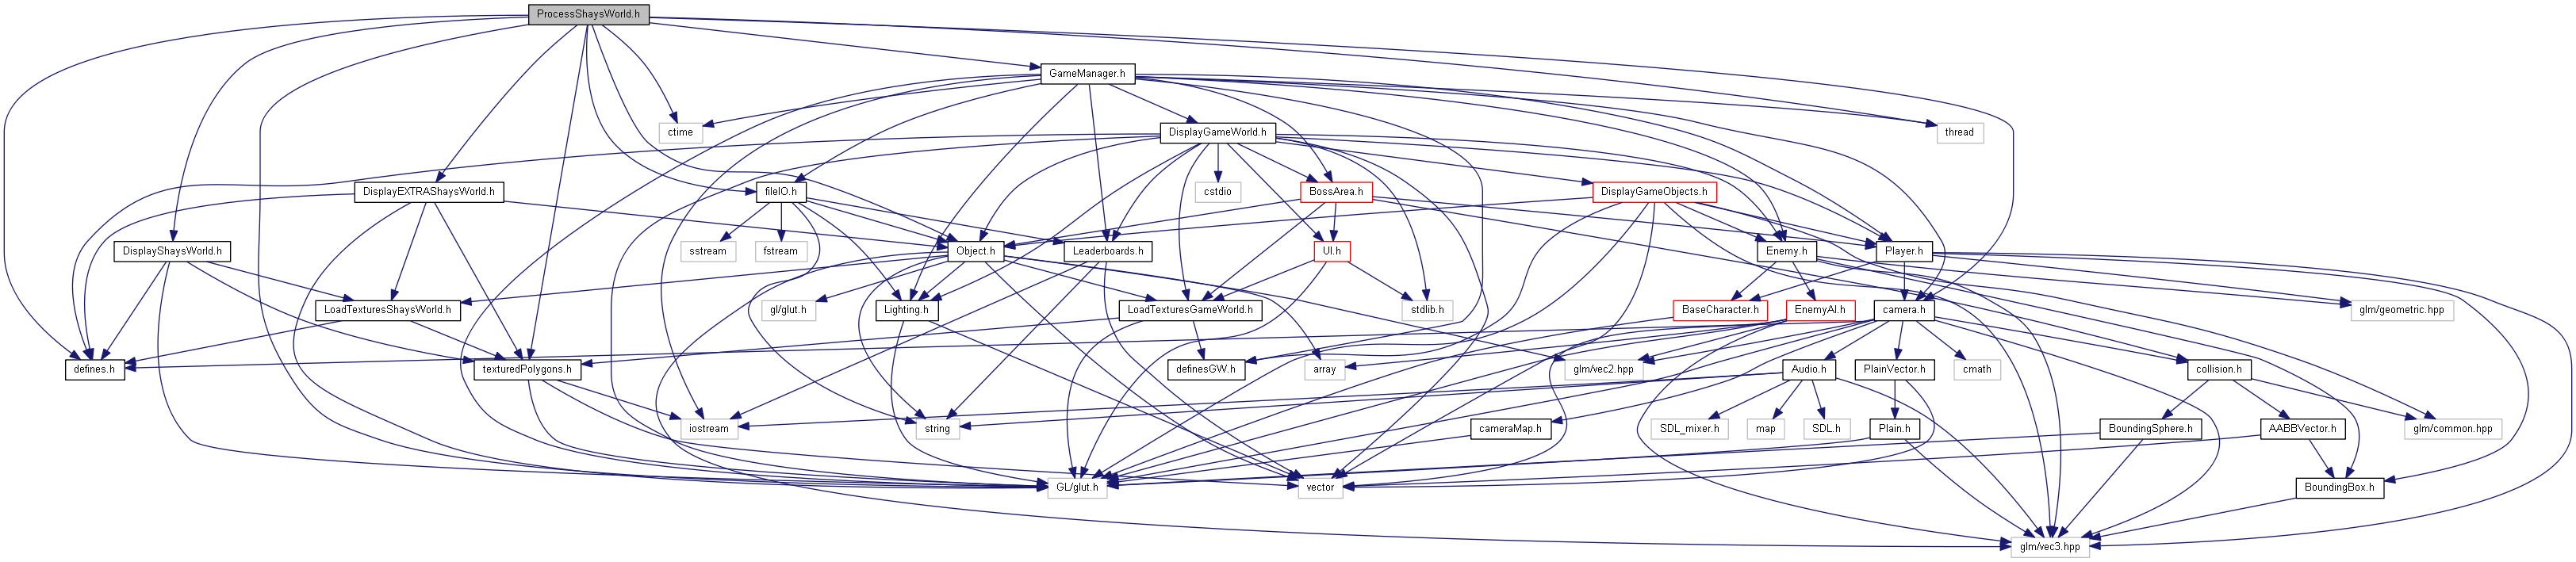 ProcessShaysWorld.h
GameManager.h
ctime
DisplayGameWorld.h
thread
DisplayEXTRAShaysWorld.h
fileIO.h
cstdio
BossArea.h
DisplayGameObjects.h
DisplayShaysWorld.h
sstream
fstream
Object.h
Leaderboards.h
UI.h
Enemy.h
Player.h
LoadTexturesShaysWorld.h
gl/glut.h
Lighting.h
LoadTexturesGameWorld.h
stdlib.h
BaseCharacter.h
EnemyAI.h
camera.h
glm/geometric.hpp
defines.h
texturedPolygons.h
definesGW.h
array
glm/vec2.hpp
Audio.h
PlainVector.h
cmath
collision.h
iostream
string
cameraMap.h
SDL_mixer.h
map
SDL.h
Plain.h
BoundingSphere.h
AABBVector.h
glm/common.hpp
GL/glut.h
vector
BoundingBox.h
glm/vec3.hpp